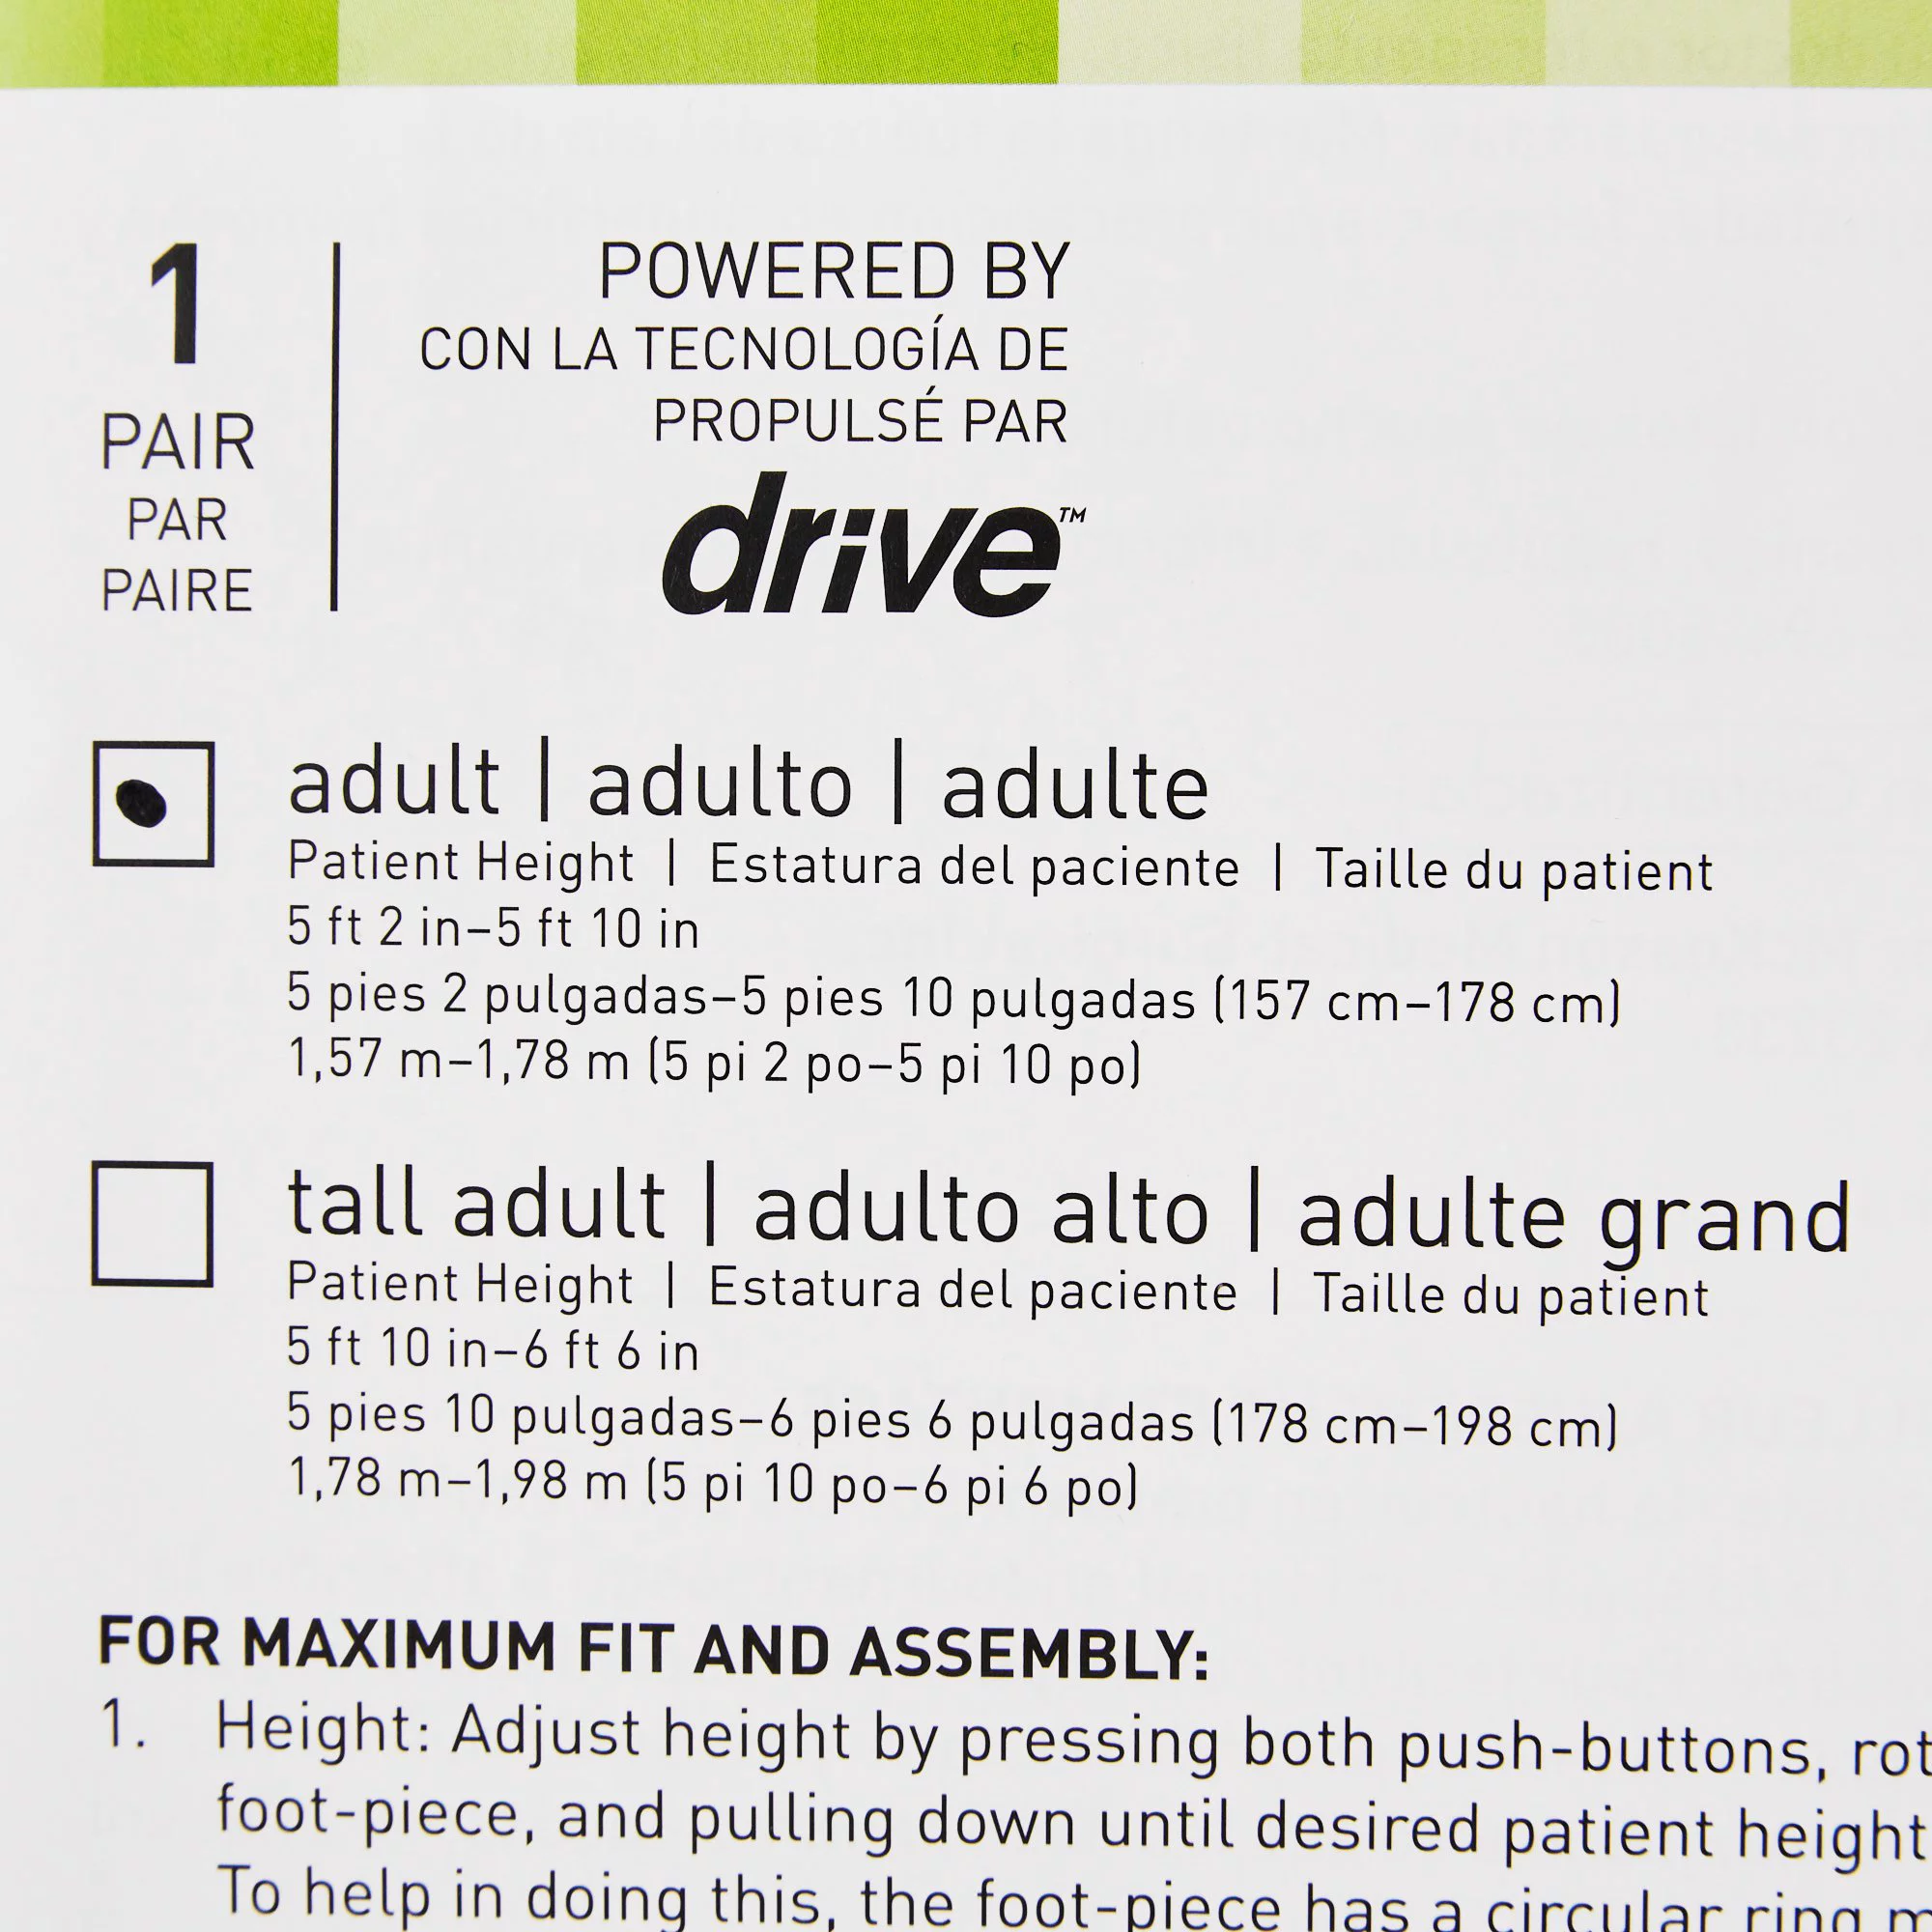 1
PAIR
PAR
PAIRE
POWERED BY
CON LA TECNOLOGÍA DE
PROPULSÉ PAR
drive™
adult | adulto | adulte
Patient Height | Estatura del paciente | Taille du patient
5 ft 2 in–5 ft 10 in
5 pies 2 pulgadas–5 pies 10 pulgadas (157 cm–178 cm)
1,57 m–1,78 m (5 pi 2 po–5 pi 10 po)
tall adult | adulto alto | adulte grand
Patient Height | Estatura del paciente | Taille du patient
5 ft 10 in–6 ft 6 in
5 pies 10 pulgadas–6 pies 6 pulgadas (178 cm–198 cm)
1,78 m–1,98 m (5 pi 10 po–6 pi 6 po)
FOR MAXIMUM FIT AND ASSEMBLY:
1. Height: Adjust height by pressing both push-buttons,
foot-piece, and pulling down until desired patient height
To help in doing this, the foot-piece has a circular ring